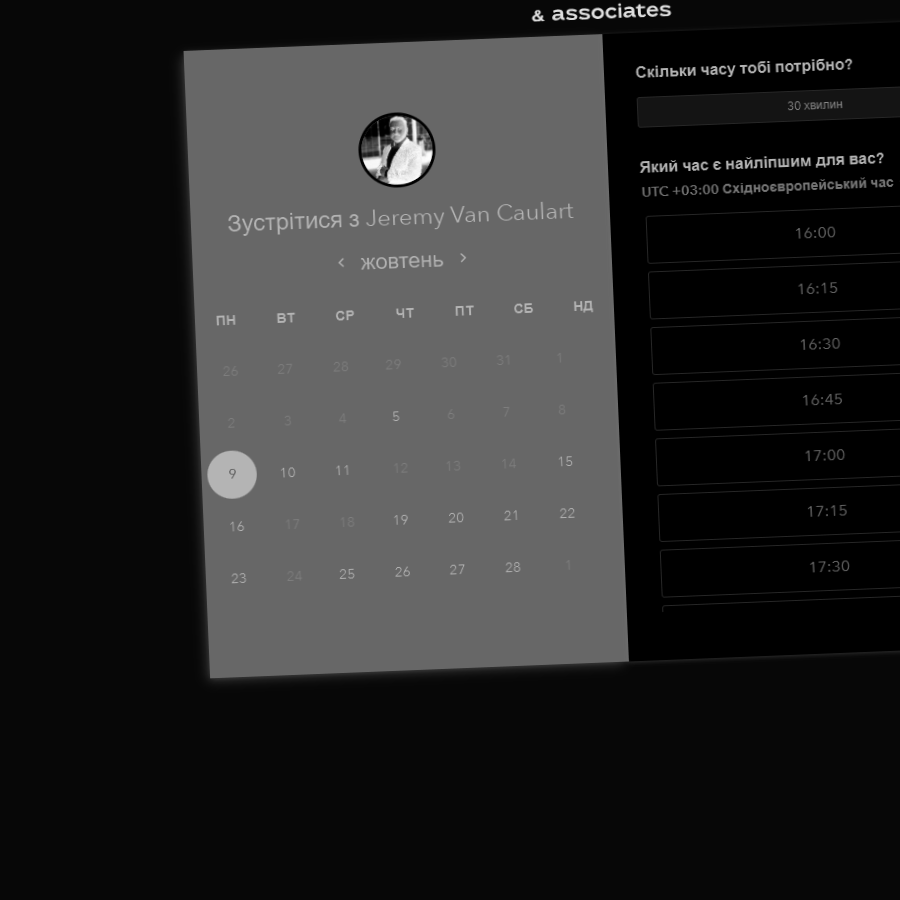 & associates
Зустрітися з Jeremy Van Caulart
‹ жовтень ›
ПН ВТ СР ЧТ ПТ СБ НД
26 27 28 29 30 31 1
2 3 4 5 6 7 8
9 10 11 12 13 14 15
16 17 18 19 20 21 22
23 24 25 26 27 28 1
Скільки часу тобі потрібно?
30 хвилин
Який час є найліпшим для вас?
UTC +03:00 Східноєвропейський час
16:00
16:15
16:30
16:45
17:00
17:15
17:30